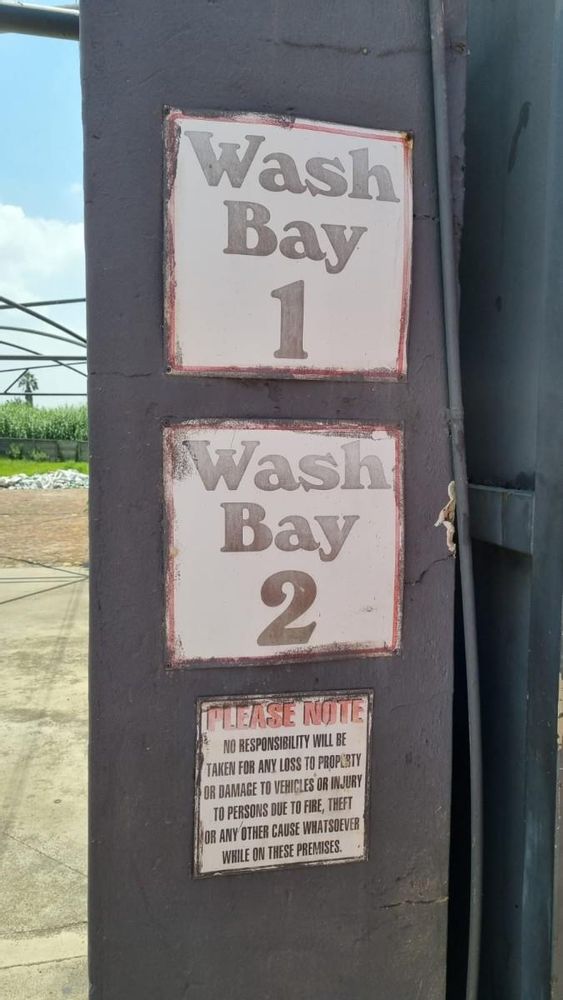 Wash
Bay
1
Wash
Bay
2
PLEASE NOTE
NO RESPONSIBILITY WILL BE
TAKEN FOR ANY LOSS TO PROPERTY
OR DAMAGE TO VEHICLES OR INJURY
TO PERSONS DUE TO FIRE, THEFT
OR ANY OTHER CAUSE WHATSOEVER
WHILE ON THESE PREMISES.